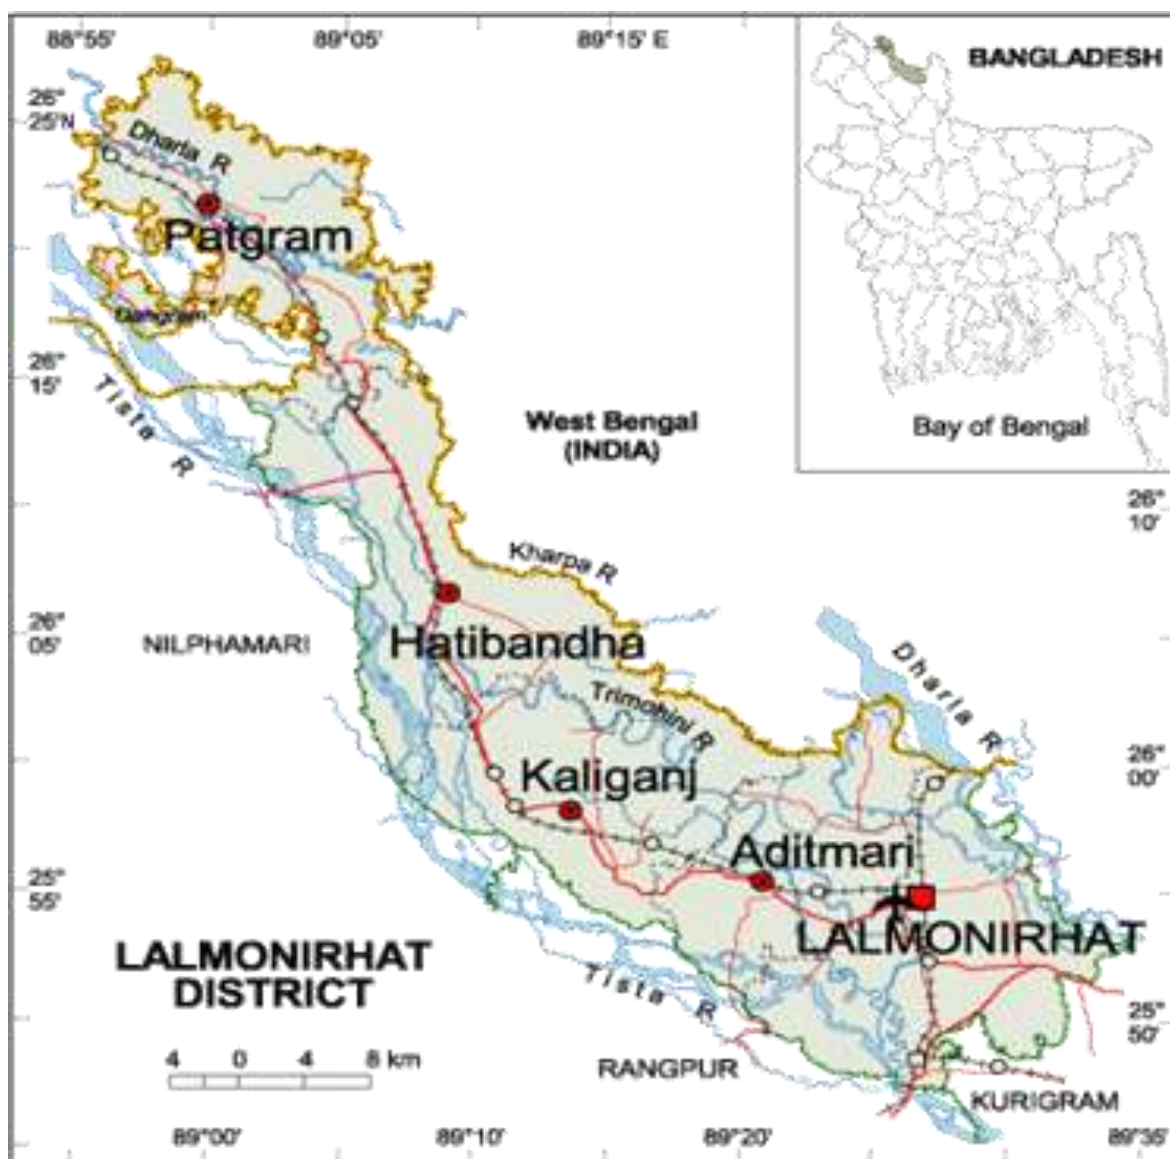 88°55'
89°05'
89°15' E
BANGLADESH
26°
25'N
Dharla R
Patgram
Dahgram
26°
15'
Tista R
West Bengal
(INDIA)
Bay of Bengal
26°
10'
Kharpa R
26°
05'
NILPHAMARI
Hatibandha
Dharla R
Trimohini R
26°
00'
Kaliganj
Aditmari
25°
55'
LALMONIRHAT
LALMONIRHAT
DISTRICT
Tista R
25°
50'
4 0 4 8 km
RANGPUR
KURIGRAM
89°00'
89°10'
89°20'
89°35'